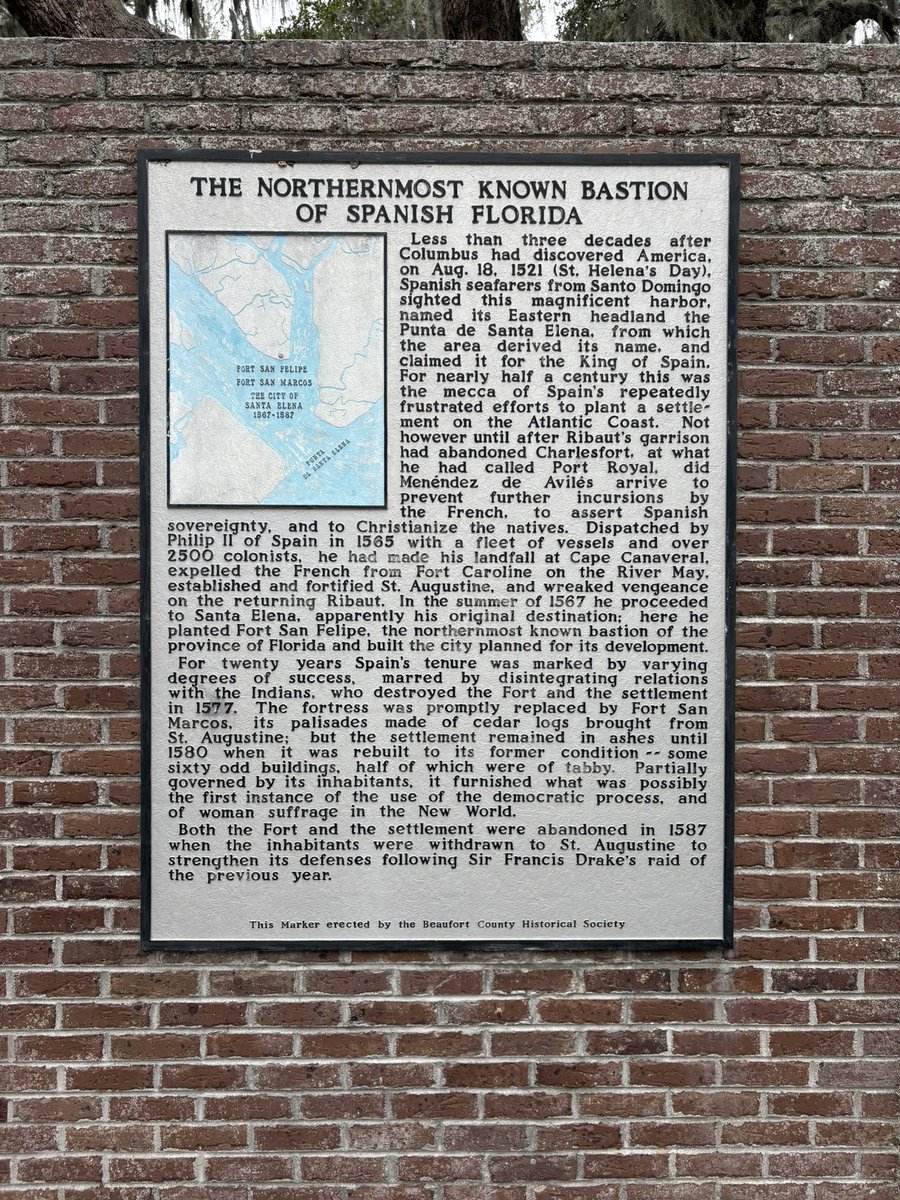 THE NORTHERNMOST KNOWN BASTION
OF SPANISH FLORIDA
FORT SAN FELIPE
FORT SAN MARCOS
THE CITY OF
SANTA ELENA
1567-1587
PUNTA
DE SANTA ELENA
Less than three decades after
Columbus had discovered America,
on Aug. 18, 1521 (St. Helena's Day),
Spanish seafarers from Santo Domingo
sighted this magnificent harbor,
named its Eastern headland the
Punta de Santa Elena, from which
the area derived its name, and
claimed it for the King of Spain.
For nearly half a century this was
the mecca of Spain's repeatedly
frustrated efforts to plant a settle-
ment on the Atlantic Coast. Not
however until after Ribaut's garrison
had abandoned Charlesfort, at what
he had called Port Royal, did
Menéndez de Avilés arrive to
prevent further incursions by
the French, to assert Spanish
sovereignty, and to Christianize the natives. Dispatched by
Philip II of Spain in 1565 with a fleet of vessels and over
2500 colonists, he had made his landfall at Cape Canaveral,
expelled the French from Fort Caroline on the River May,
established and fortified St. Augustine, and wreaked vengeance
on the returning Ribaut. In the summer of 1567 he proceeded
to Santa Elena, apparently his original destination; here he
planted Fort San Felipe, the northernmost known bastion of the
province of Florida and built the city planned for its development.
For twenty years Spain's tenure was marked by varying
degrees of success, marred by disintegrating relations
with the Indians, who destroyed the Fort and the settlement
in 1577. The fortress was promptly replaced by Fort San
Marcos, its palisades made of cedar logs brought from
St. Augustine; but the settlement remained in ashes until
1580 when it was rebuilt to its former condition -- some
sixty odd buildings, half of which were of tabby. Partially
governed by its inhabitants, it furnished what was possibly
the first instance of the use of the democratic process, and
of woman suffrage in the New World.
Both the Fort and the settlement were abandoned in 1587
when the inhabitants were withdrawn to St. Augustine to
strengthen its defenses following Sir Francis Drake's raid of
the previous year.
This Marker erected by the Beaufort County Historical Society